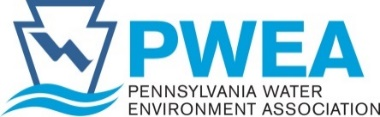 PWEA
PENNSYLVANIA WATER
ENVIRONMENT ASSOCIATION